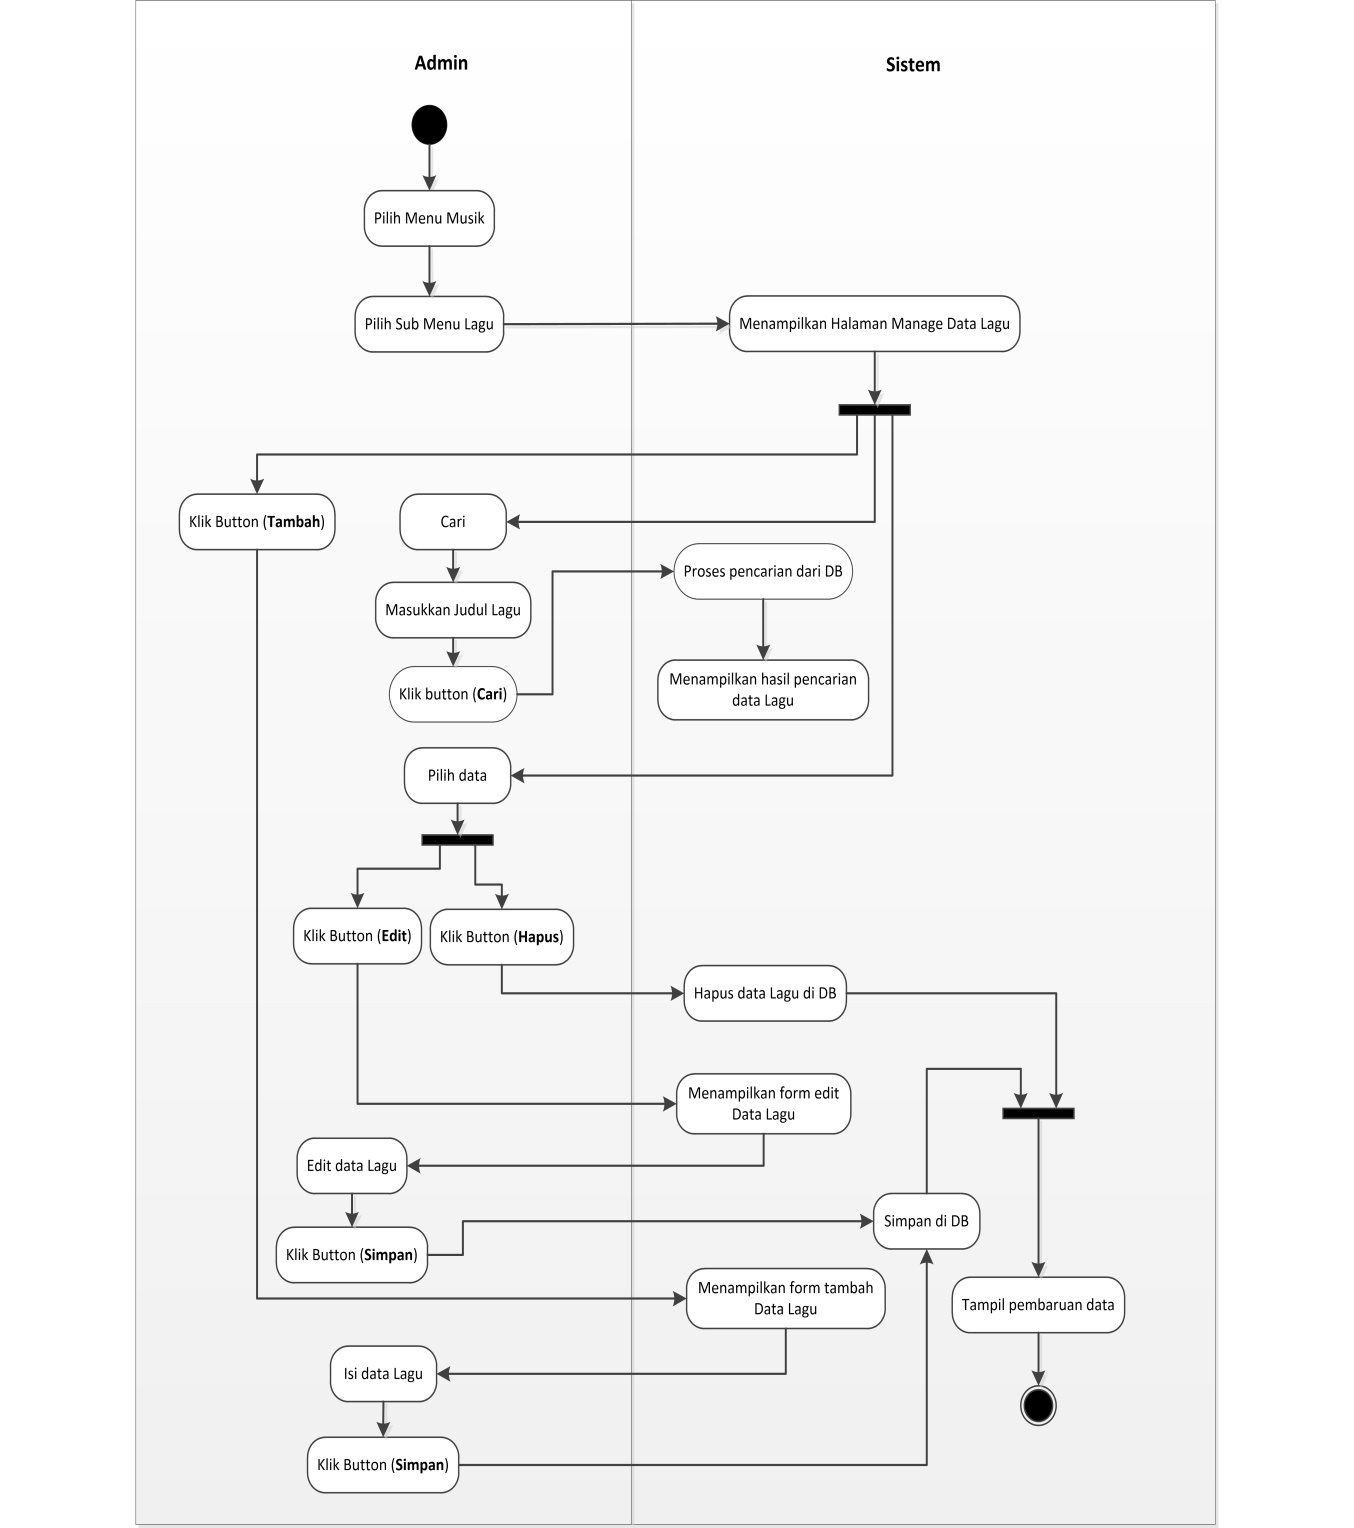 Admin
Sistem
Pilih Menu Musik
Pilih Sub Menu Lagu
Menampilkan Halaman Manage Data Lagu
Klik Button (Tambah)
Cari
Proses pencarian dari DB
Masukkan Judul Lagu
Klik button (Cari)
Menampilkan hasil pencarian
data Lagu
Pilih data
Klik Button (Edit)
Klik Button (Hapus)
Hapus data Lagu di DB
Menampilkan form edit
Data Lagu
Edit data Lagu
Simpan di DB
Klik Button (Simpan)
Menampilkan form tambah
Data Lagu
Tampil pembaruan data
Isi data Lagu
Klik Button (Simpan)